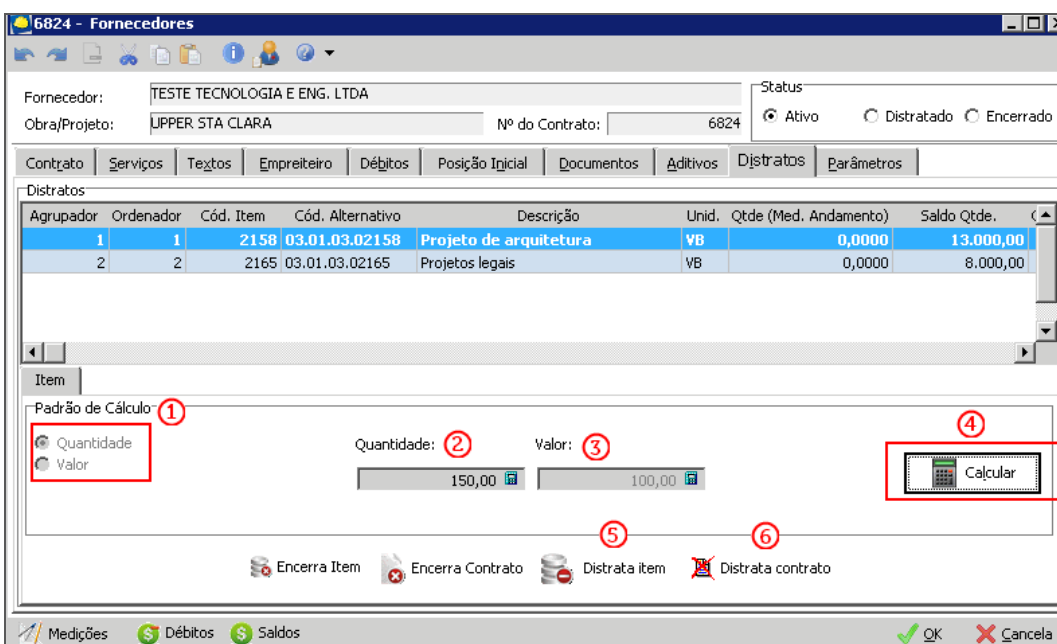 6824 - Fornecedores
Fornecedor: TESTE TECNOLOGIA E ENG. LTDA
Status
Obra/Projeto: UPPER STA CLARA Nº do Contrato: 6824
Ativo Distratado Encerrado
Contrato Serviços Textos Empreiteiro Débitos Posição Inicial Documentos Aditivos Distratos Parâmetros
Distratos
Agrupador Ordenador Cód. Item Cód. Alternativo Descrição Unid. Qtde (Med. Andamento) Saldo Qtde.
1 1 2158 03.01.03.02158 Projeto de arquitetura VB 0,0000 13.000,00
2 2 2165 03.01.03.02165 Projetos legais VB 0,0000 8.000,00
Item
Padrão de Cálculo 1
Quantidade
Valor
Quantidade: 2 Valor: 3
150,00 100,00
4
Calcular
5 6
Encerra Item Encerra Contrato Distrata item Distrata contrato
Medições Débitos Saldos OK Cancela